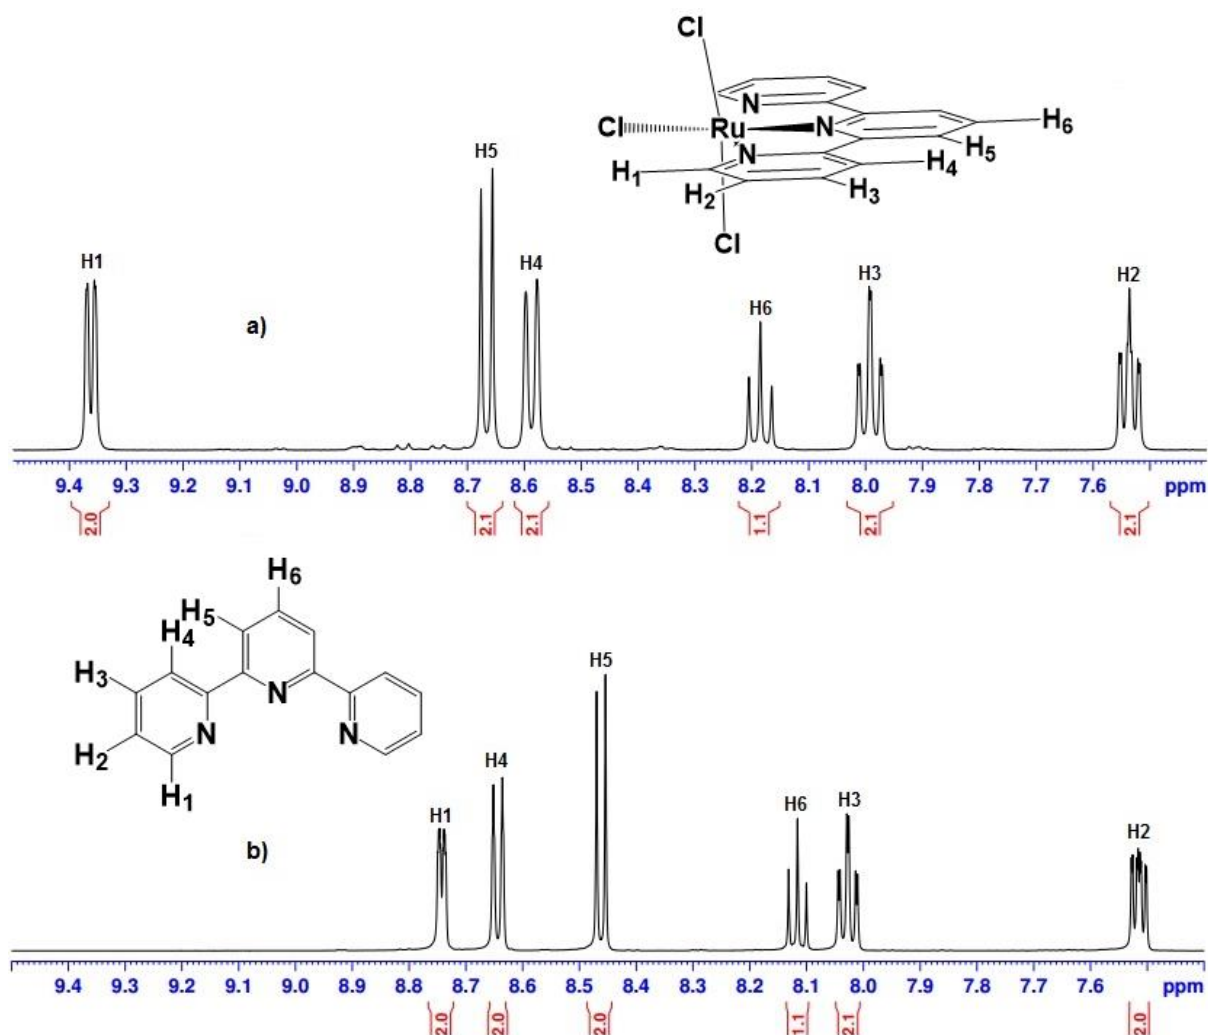 Cl
N
Cl Ru N H6
N H5
H5 H1 H4
H2 H3
Cl
H1 H4 H3 H2
H6
a)
9.4 9.3 9.2 9.1 9.0 8.9 8.8 8.7 8.6 8.5 8.4 8.3 8.2 8.1 8.0 7.9 7.8 7.7 7.6 ppm
2.0 2.1 2.1 1.1 2.1 2.1
H6
H5
H4
H3
N N N
H2
H1
H5
H4
H6 H3
H1 H2
b)
9.4 9.3 9.2 9.1 9.0 8.9 8.8 8.7 8.6 8.5 8.4 8.3 8.2 8.1 8.0 7.9 7.8 7.7 7.6 ppm
2.0 2.0 2.0 1.1 2.1 2.0